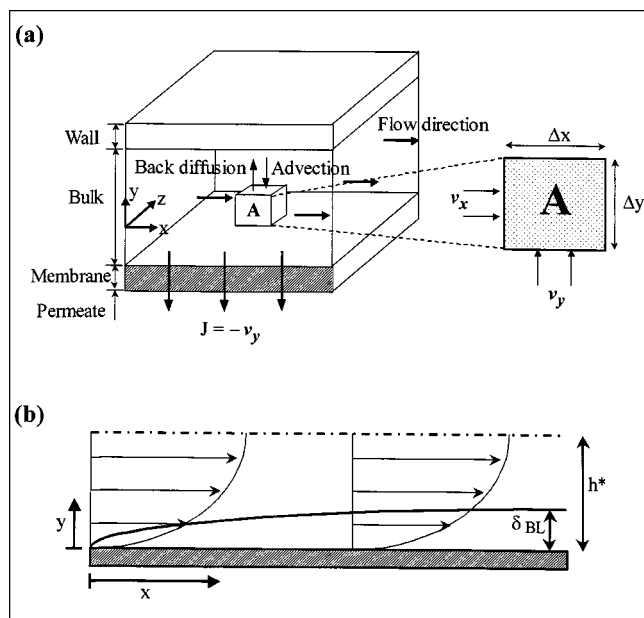 (a)
Wall
Flow direction
Δx
Back diffusion
Advection
Bulk
y
z
x
A
v_x
A
Δy
Membrane
Permeate
v_y
J = - v_y
(b)
h*
y
δ_BL
x